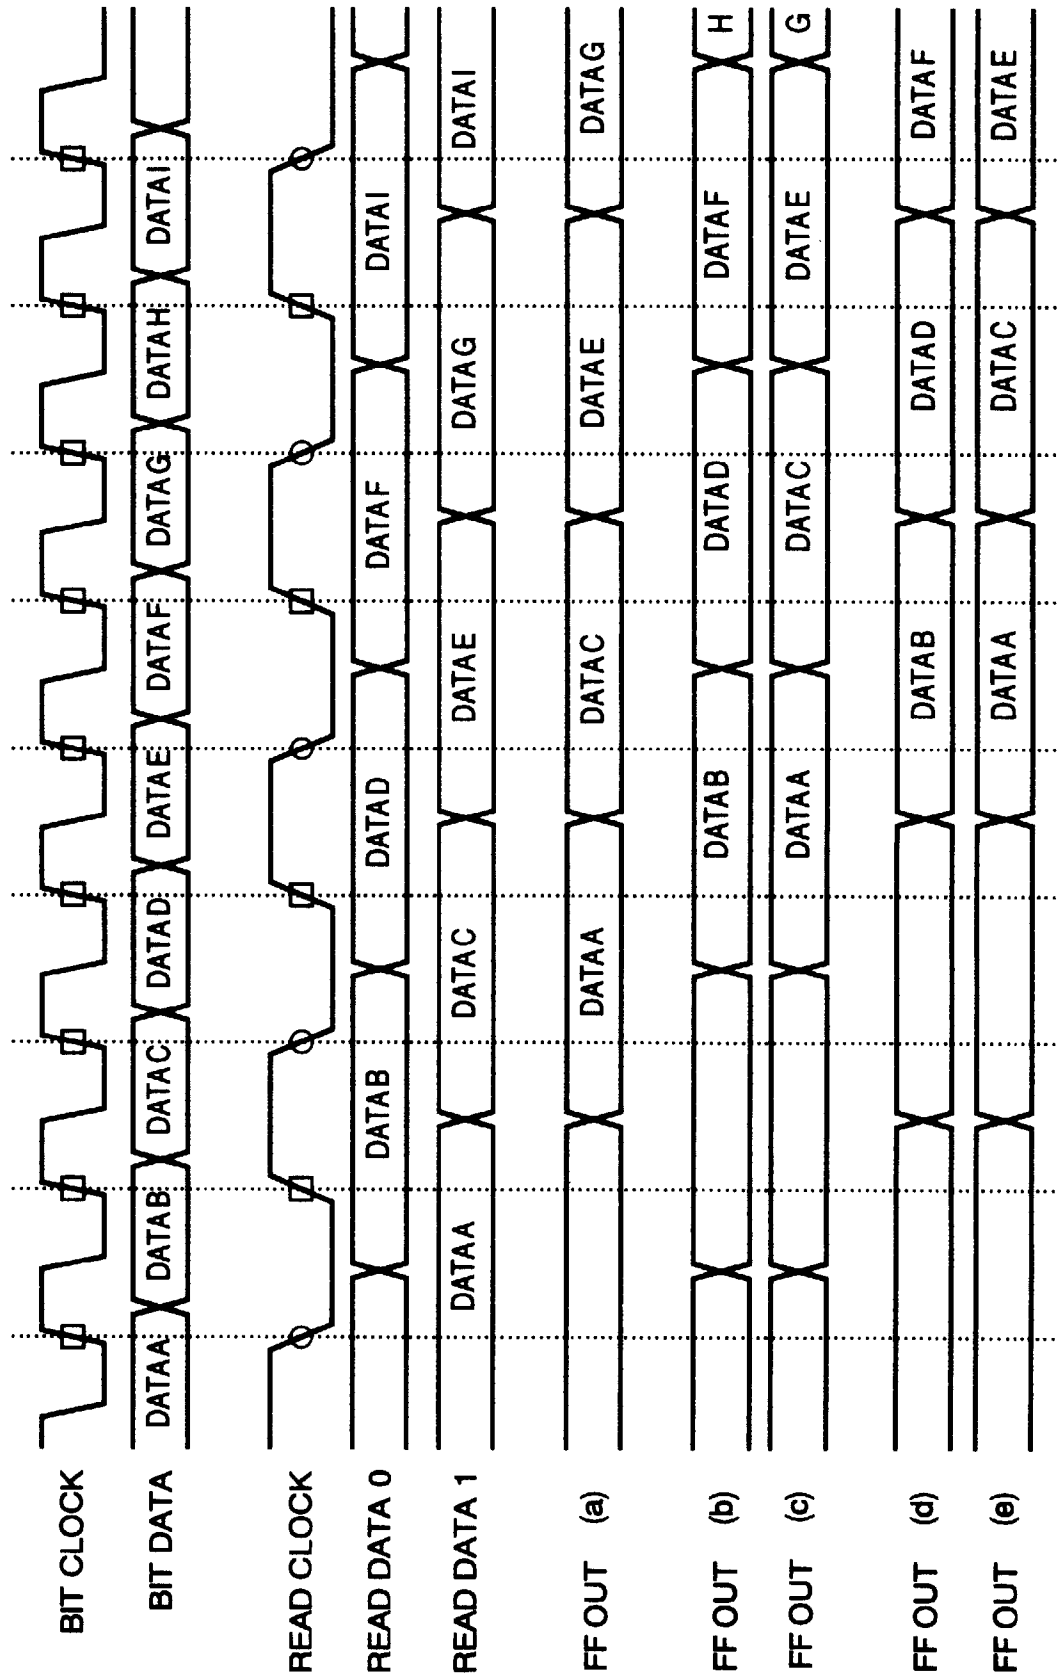 BIT CLOCK
BIT DATA DATAA DATAB DATAC DATAD DATAE DATAF DATAG DATAH DATAI
READ CLOCK
READ DATA 0 DATAB DATAD DATAF DATAI
READ DATA 1 DATAA DATAC DATAE DATAG DATAI
FF OUT (a) DATAA DATAC DATAE DATAG
FF OUT (b) DATAB DATAD DATAF H
FF OUT (c) DATAA DATAC DATAE G
FF OUT (d) DATAB DATAD DATAF
FF OUT (e) DATAA DATAC DATAE